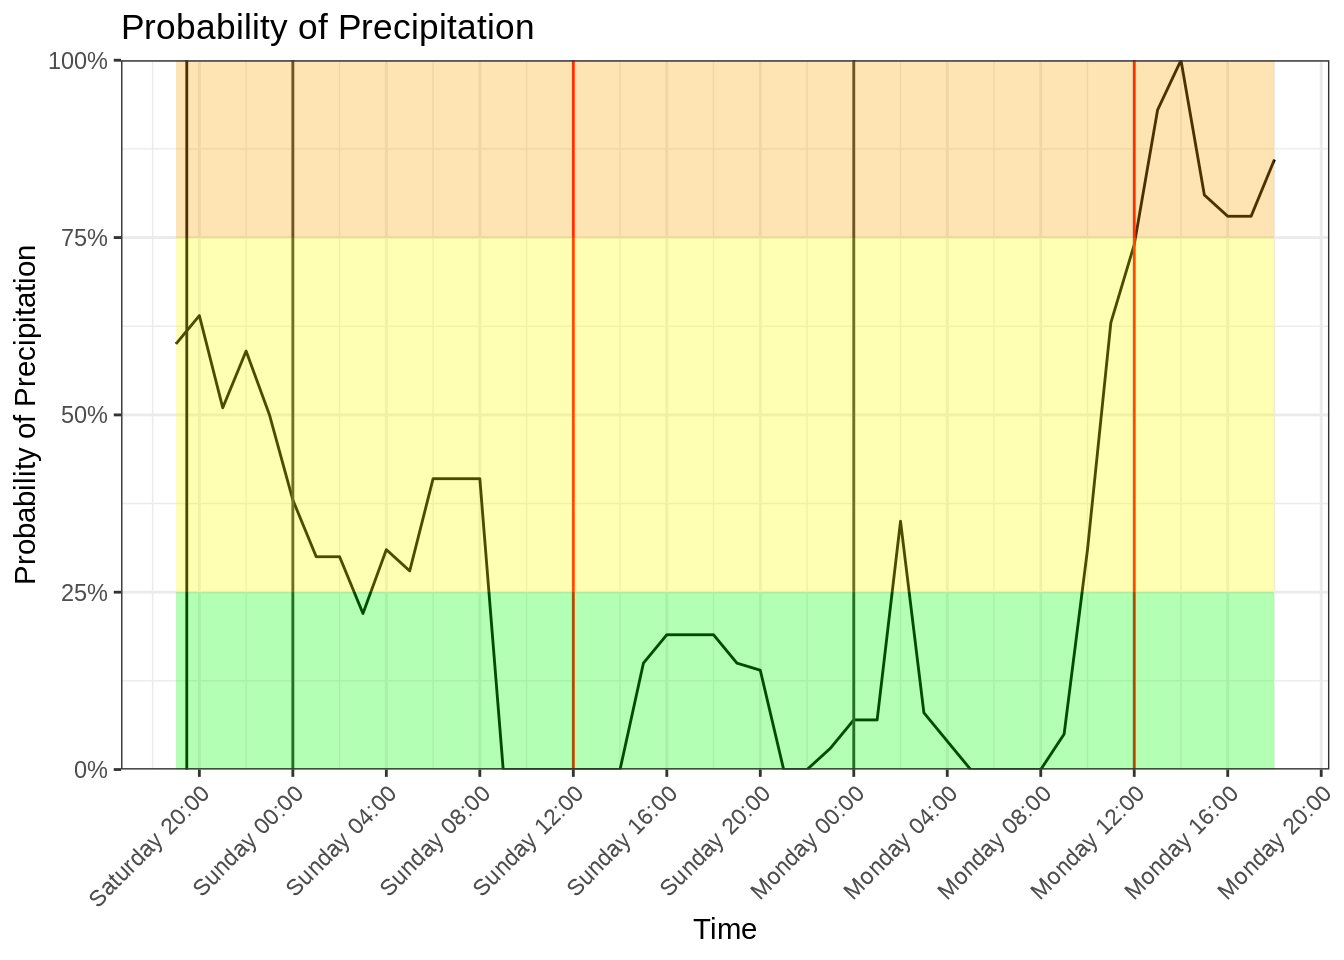 Probability of Precipitation
100%
75%
50%
25%
0%
Probability of Precipitation
Saturday 20:00
Sunday 00:00
Sunday 04:00
Sunday 08:00
Sunday 12:00
Sunday 16:00
Sunday 20:00
Monday 00:00
Monday 04:00
Monday 08:00
Monday 12:00
Monday 16:00
Monday 20:00
Time